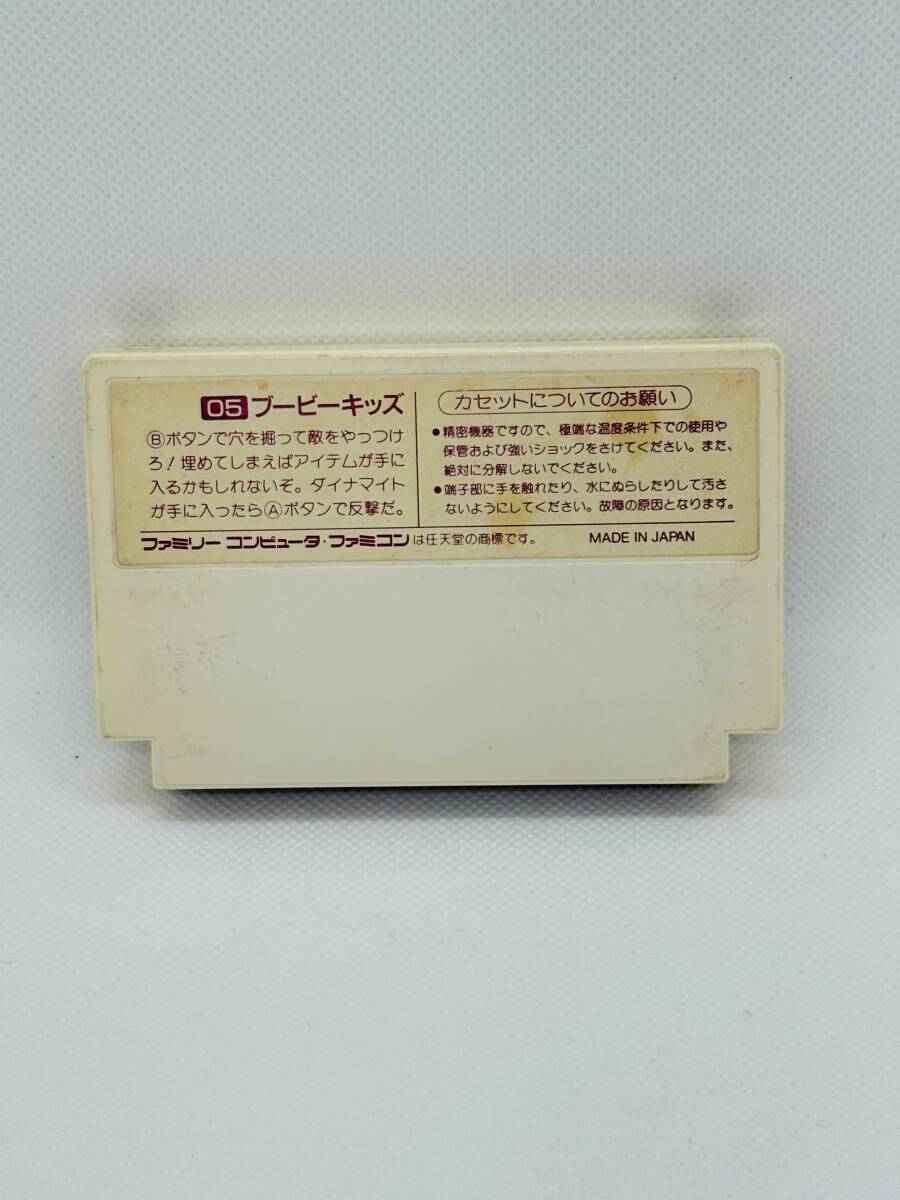 05 ブービーキッズ
Ⓑボタンで穴を掘って敵をやっつけ
ろ!埋めてしまえばアイテムが手に
入るかもしれないぞ。ダイナマイト
が手に入ったらⒶボタンで反撃だ。
カセットについてのお願い
●精密機器ですので、極端な温度条件下での使用や
保管および強いショックをさけてください。また、
絶対に分解しないでください。
●端子部に手を触れたり、水にぬらしたりして汚さ
ないようにしてください。故障の原因となります。
ファミリー コンピュータ・ファミコンは任天堂の商標です。 MADE IN JAPAN